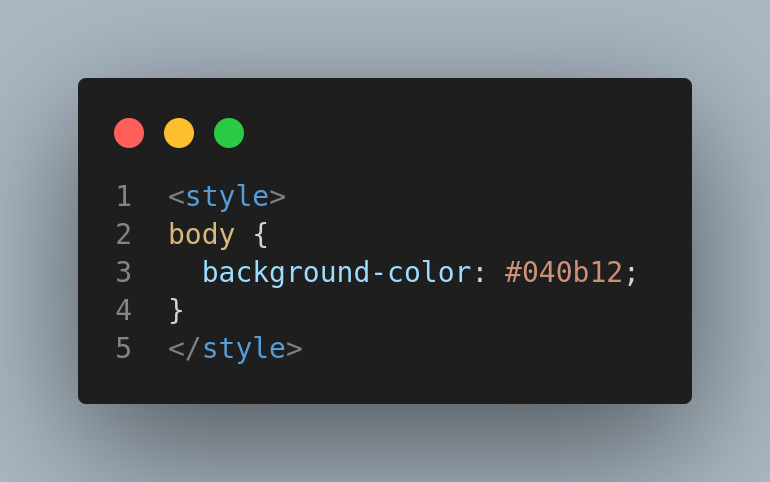 1 <style>
2 body {
3   background-color: #040b12;
4 }
5 </style>